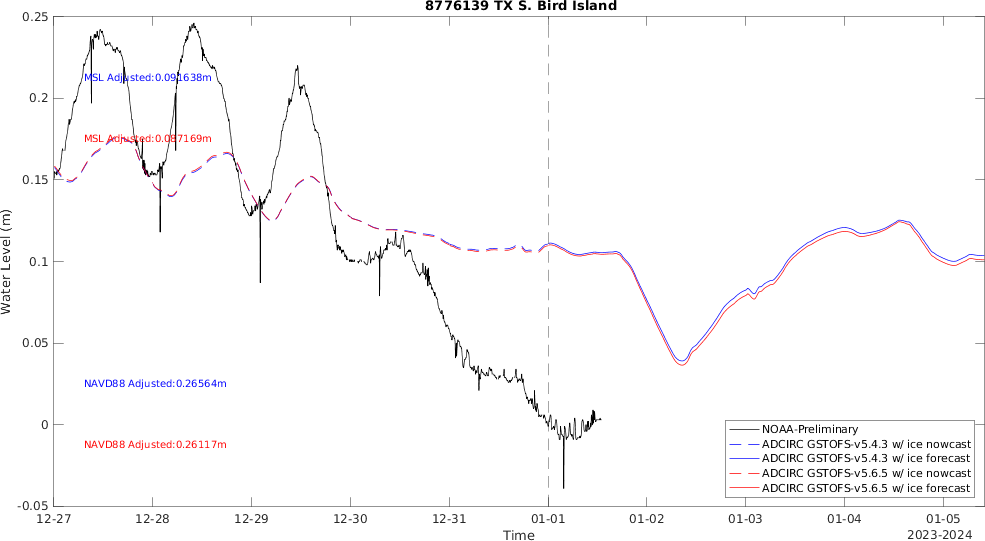 8776139 TX S. Bird Island
0.25
0.2
0.15
0.1
0.05
0
-0.05
Water Level (m)
MSL Adjusted:0.091638m
MSL Adjusted:0.087169m
NAVD88 Adjusted:0.26564m
NAVD88 Adjusted:0.26117m
NOAA-Preliminary
ADCIRC GSTOFS-v5.4.3 w/ ice nowcast
ADCIRC GSTOFS-v5.4.3 w/ ice forecast
ADCIRC GSTOFS-v5.6.5 w/ ice nowcast
ADCIRC GSTOFS-v5.6.5 w/ ice forecast
12-27 12-28 12-29 12-30 12-31 01-01 01-02 01-03 01-04 01-05
Time
2023-2024